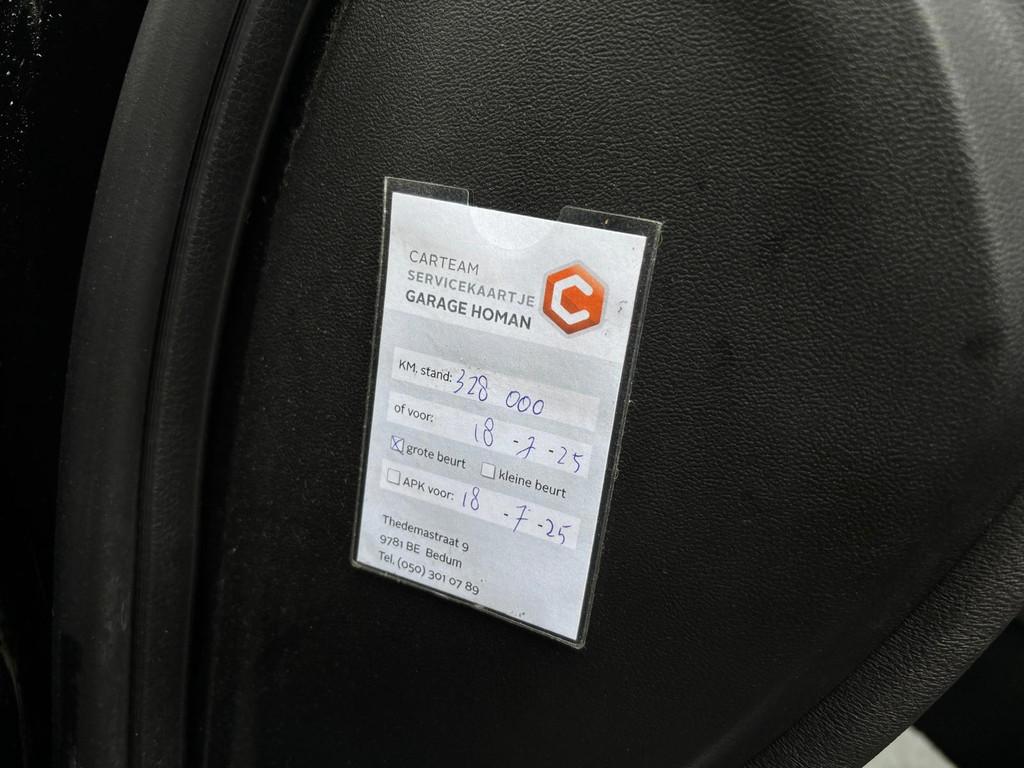 CARTEAM
SERVICEKAARTJE
GARAGE HOMAN
KM. stand: 328 000
of voor: 18 -7 -25
grote beurt kleine beurt
APK voor: 18 -7 -25
Thedemastraat 9
9781 BE Bedum
Tel. (050) 301 07 89